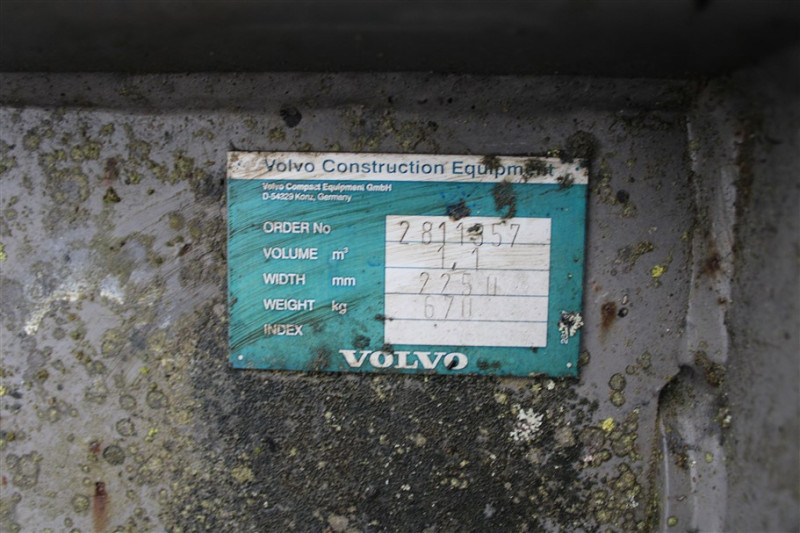 Volvo Construction Equipment
Volvo Compact Equipment GmbH
D-54329 Konz, Germany
ORDER No 2811957
VOLUME m³ 1,1
WIDTH mm 2250
WEIGHT kg 670
INDEX
VOLVO